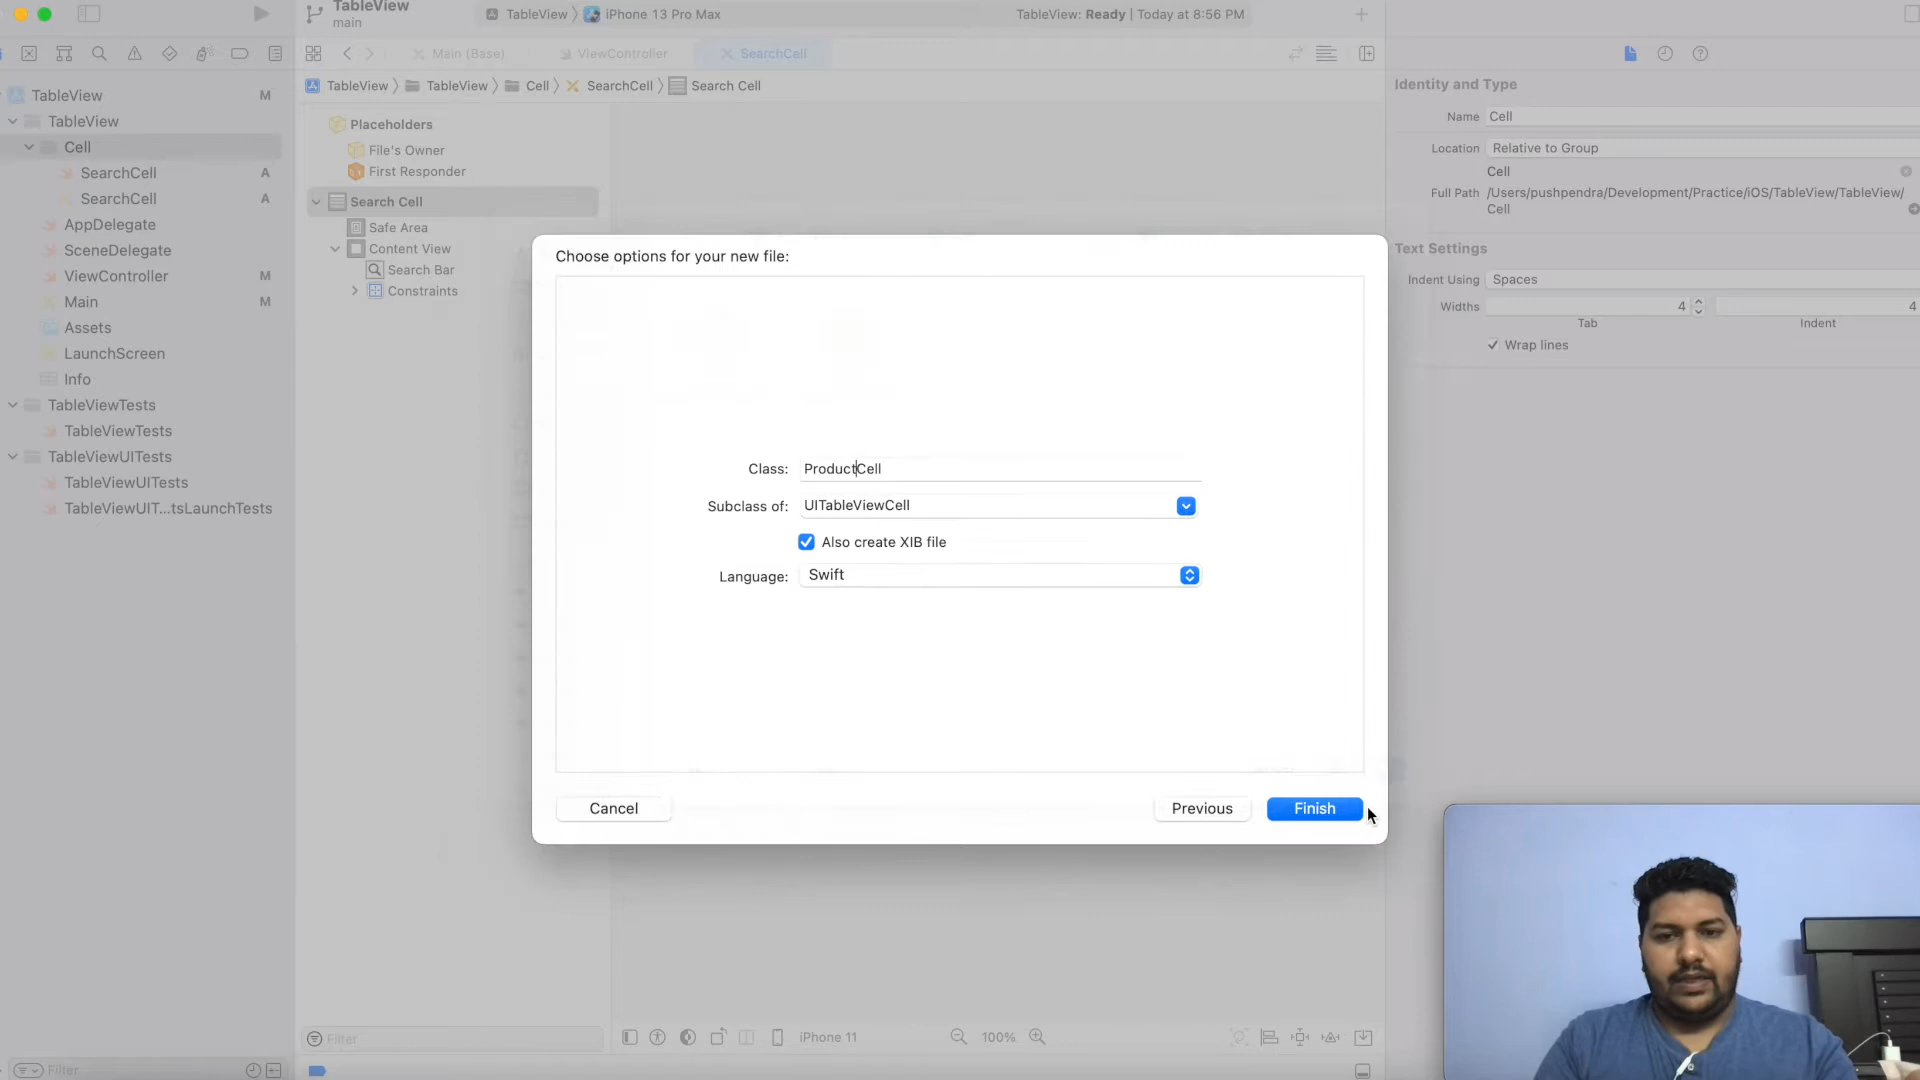 TableView
main
TableView
iPhone 13 Pro Max
TableView: Ready | Today at 8:56 PM
Main (Base)
ViewController
SearchCell
TableView
TableView
Cell
SearchCell
Search Cell
TableView M
TableView
Cell
SearchCell A
SearchCell A
AppDelegate
SceneDelegate
ViewController M
Main M
Assets
LaunchScreen
Info
TableViewTests
TableViewTests
TableViewUITests
TableViewUITests
TableViewUIT...tsLaunchTests
Filter
Placeholders
File's Owner
First Responder
Search Cell
Safe Area
Content View
Search Bar
Constraints
Filter
Choose options for your new file:
Class: ProductCell
Subclass of: UITableViewCell
Also create XIB file
Language: Swift
Cancel
Previous
Finish
iPhone 11
100%
Identity and Type
Name Cell
Location Relative to Group
Cell
Full Path /Users/pushpendra/Development/Practice/iOS/TableView/TableView/
Cell
Text Settings
Indent Using Spaces
Widths 4 4
Tab Indent
Wrap lines